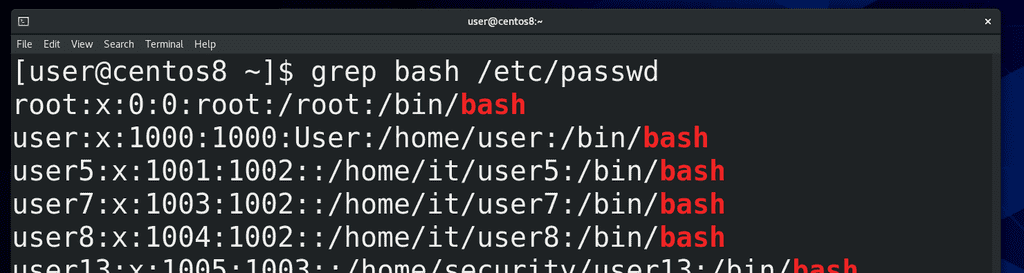 user@centos8:~
File Edit View Search Terminal Help
[user@centos8 ~]$ grep bash /etc/passwd
root:x:0:0:root:/root:/bin/bash
user:x:1000:1000:User:/home/user:/bin/bash
user5:x:1001:1002::/home/it/user5:/bin/bash
user7:x:1003:1002::/home/it/user7:/bin/bash
user8:x:1004:1002::/home/it/user8:/bin/bash
user13:x:1005:1003::/home/security/user13:/bin/bash